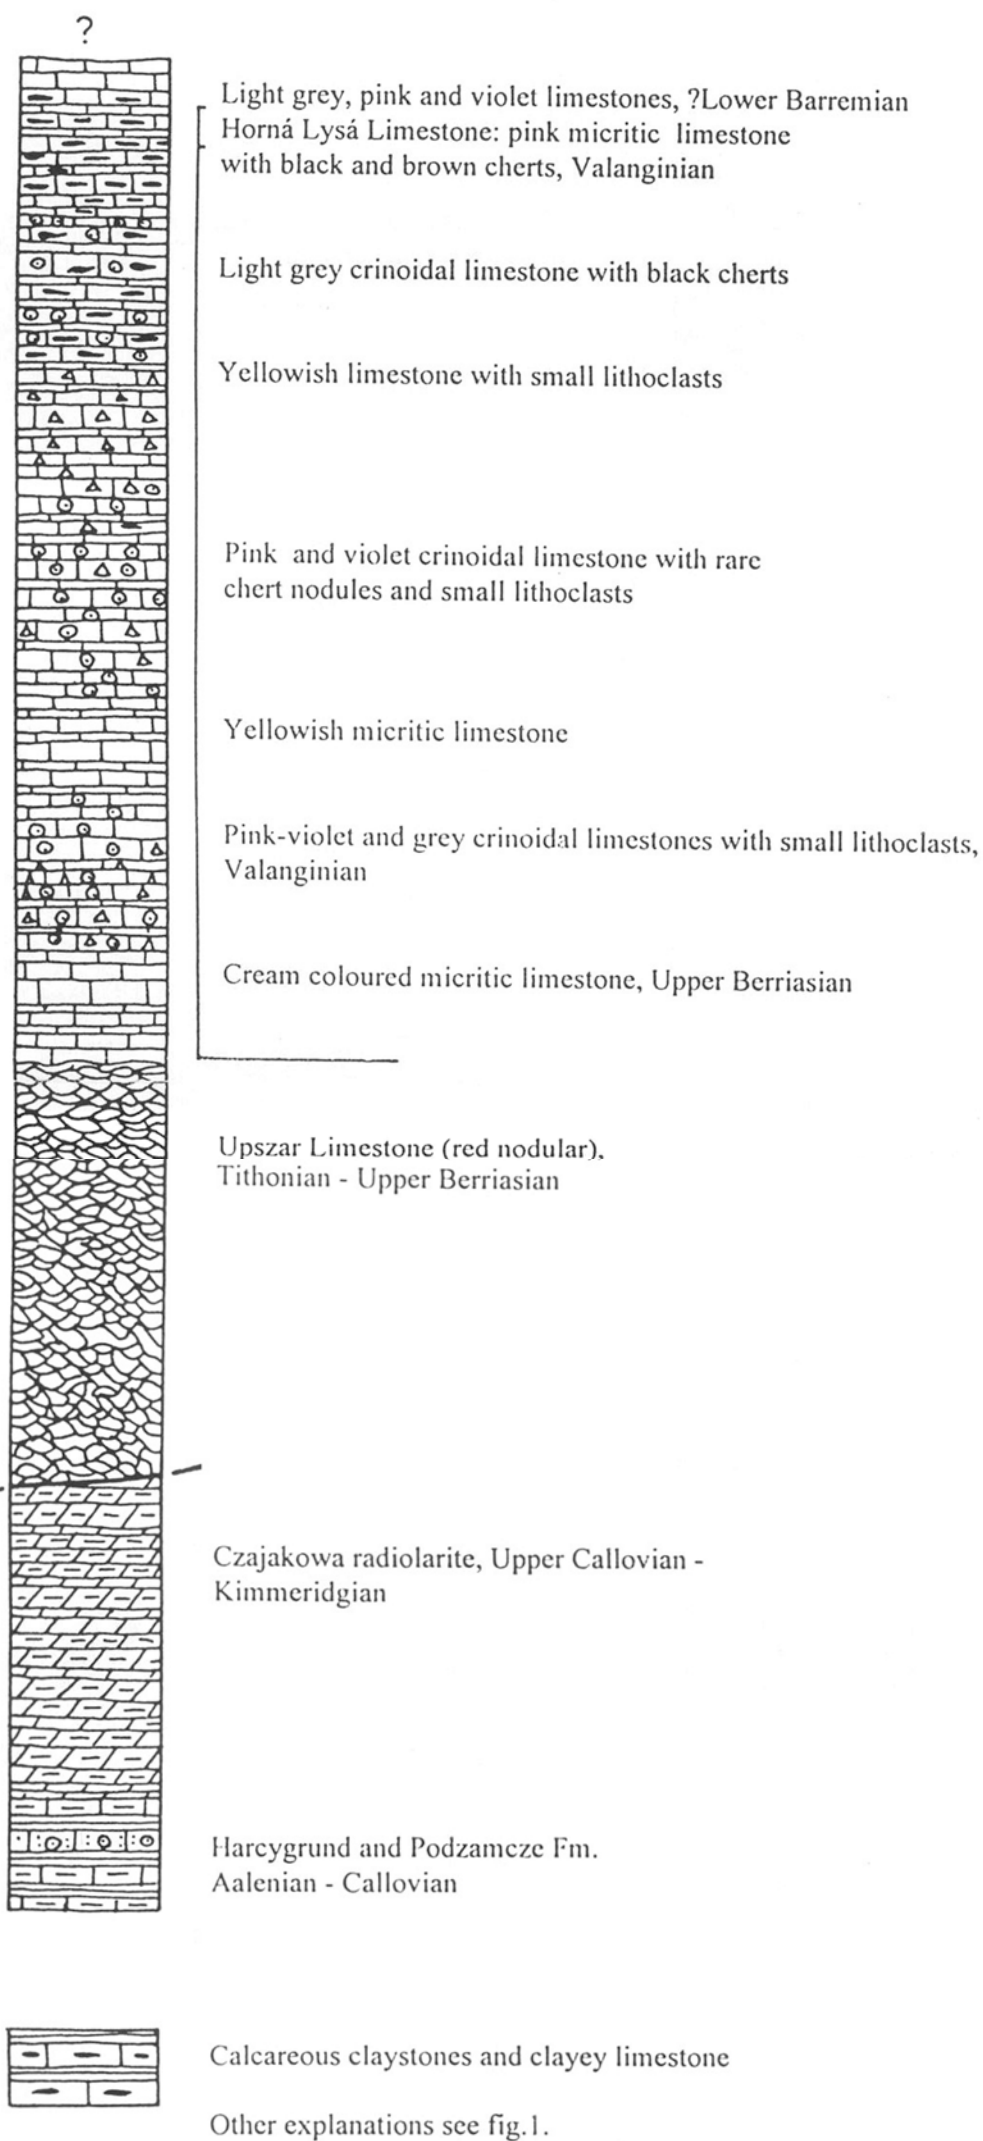 ?
Light grey, pink and violet limestones, ?Lower Barremian
Horná Lysá Limestone: pink micritic limestone
with black and brown cherts, Valanginian
Light grey crinoidal limestone with black cherts
Yellowish limestone with small lithoclasts
Pink and violet crinoidal limestone with rare
chert nodules and small lithoclasts
Yellowish micritic limestone
Pink-violet and grey crinoidal limestones with small lithoclasts,
Valanginian
Cream coloured micritic limestone, Upper Berriasian
Upszar Limestone (red nodular),
Tithonian - Upper Berriasian
Czajakowa radiolarite, Upper Callovian -
Kimmeridgian
Harcygrund and Podzamcze Fm.
Aalenian - Callovian
Calcareous claystones and clayey limestone
Other explanations see fig.1.